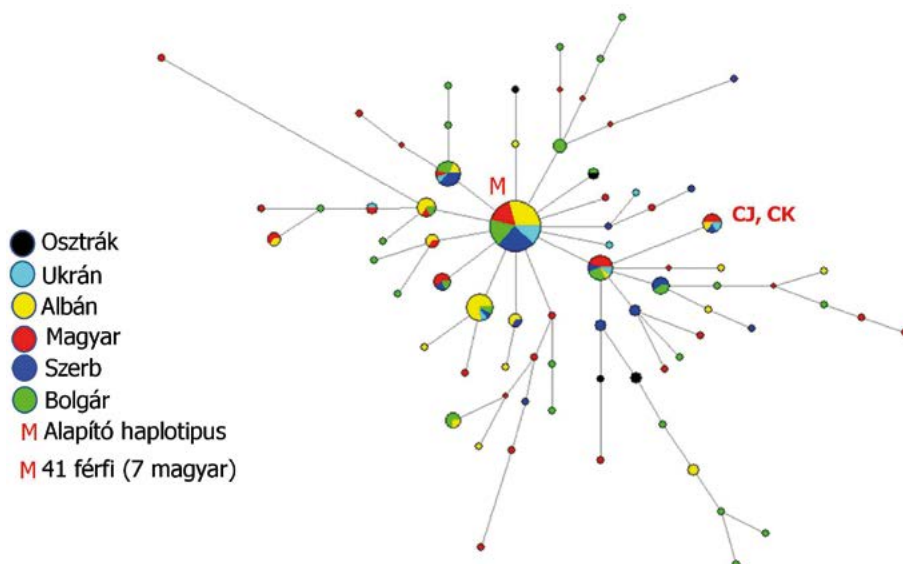 M
CJ, CK
Osztrák
Ukrán
Albán
Magyar
Szerb
Bolgár
M Alapító haplotipus
M 41 férfi (7 magyar)